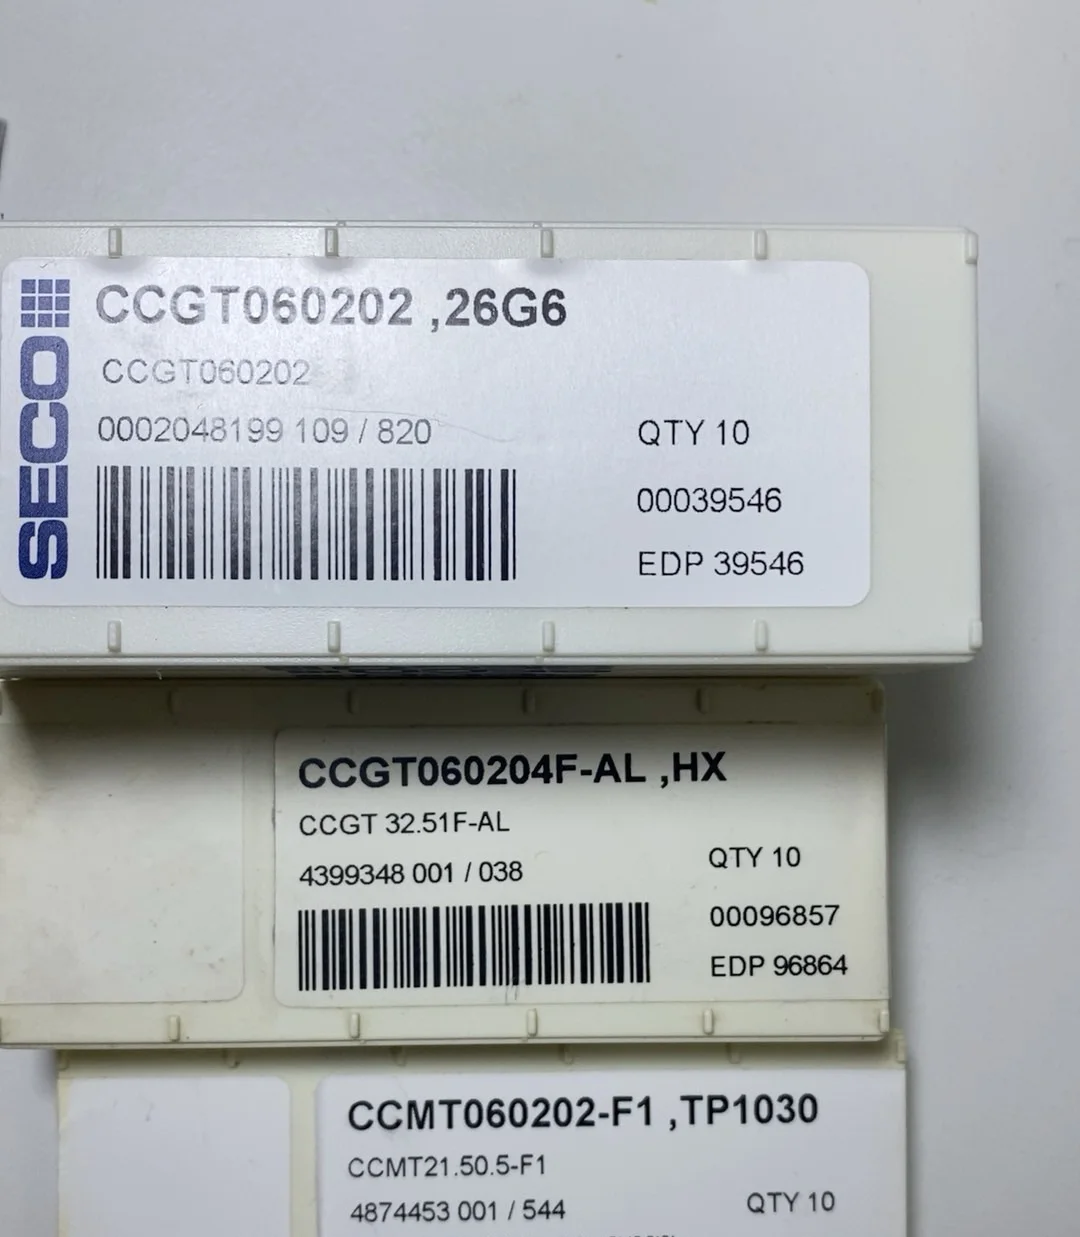 SECO
CCGT060202 ,26G6
CCGT060202
0002048199 109 / 820
QTY 10
00039546
EDP 39546
CCGT060204F-AL ,HX
CCGT 32.51F-AL
4399348 001 / 038
QTY 10
00096857
EDP 96864
CCMT060202-F1 ,TP1030
CCMT21.50.5-F1
4874453 001 / 544
QTY 10